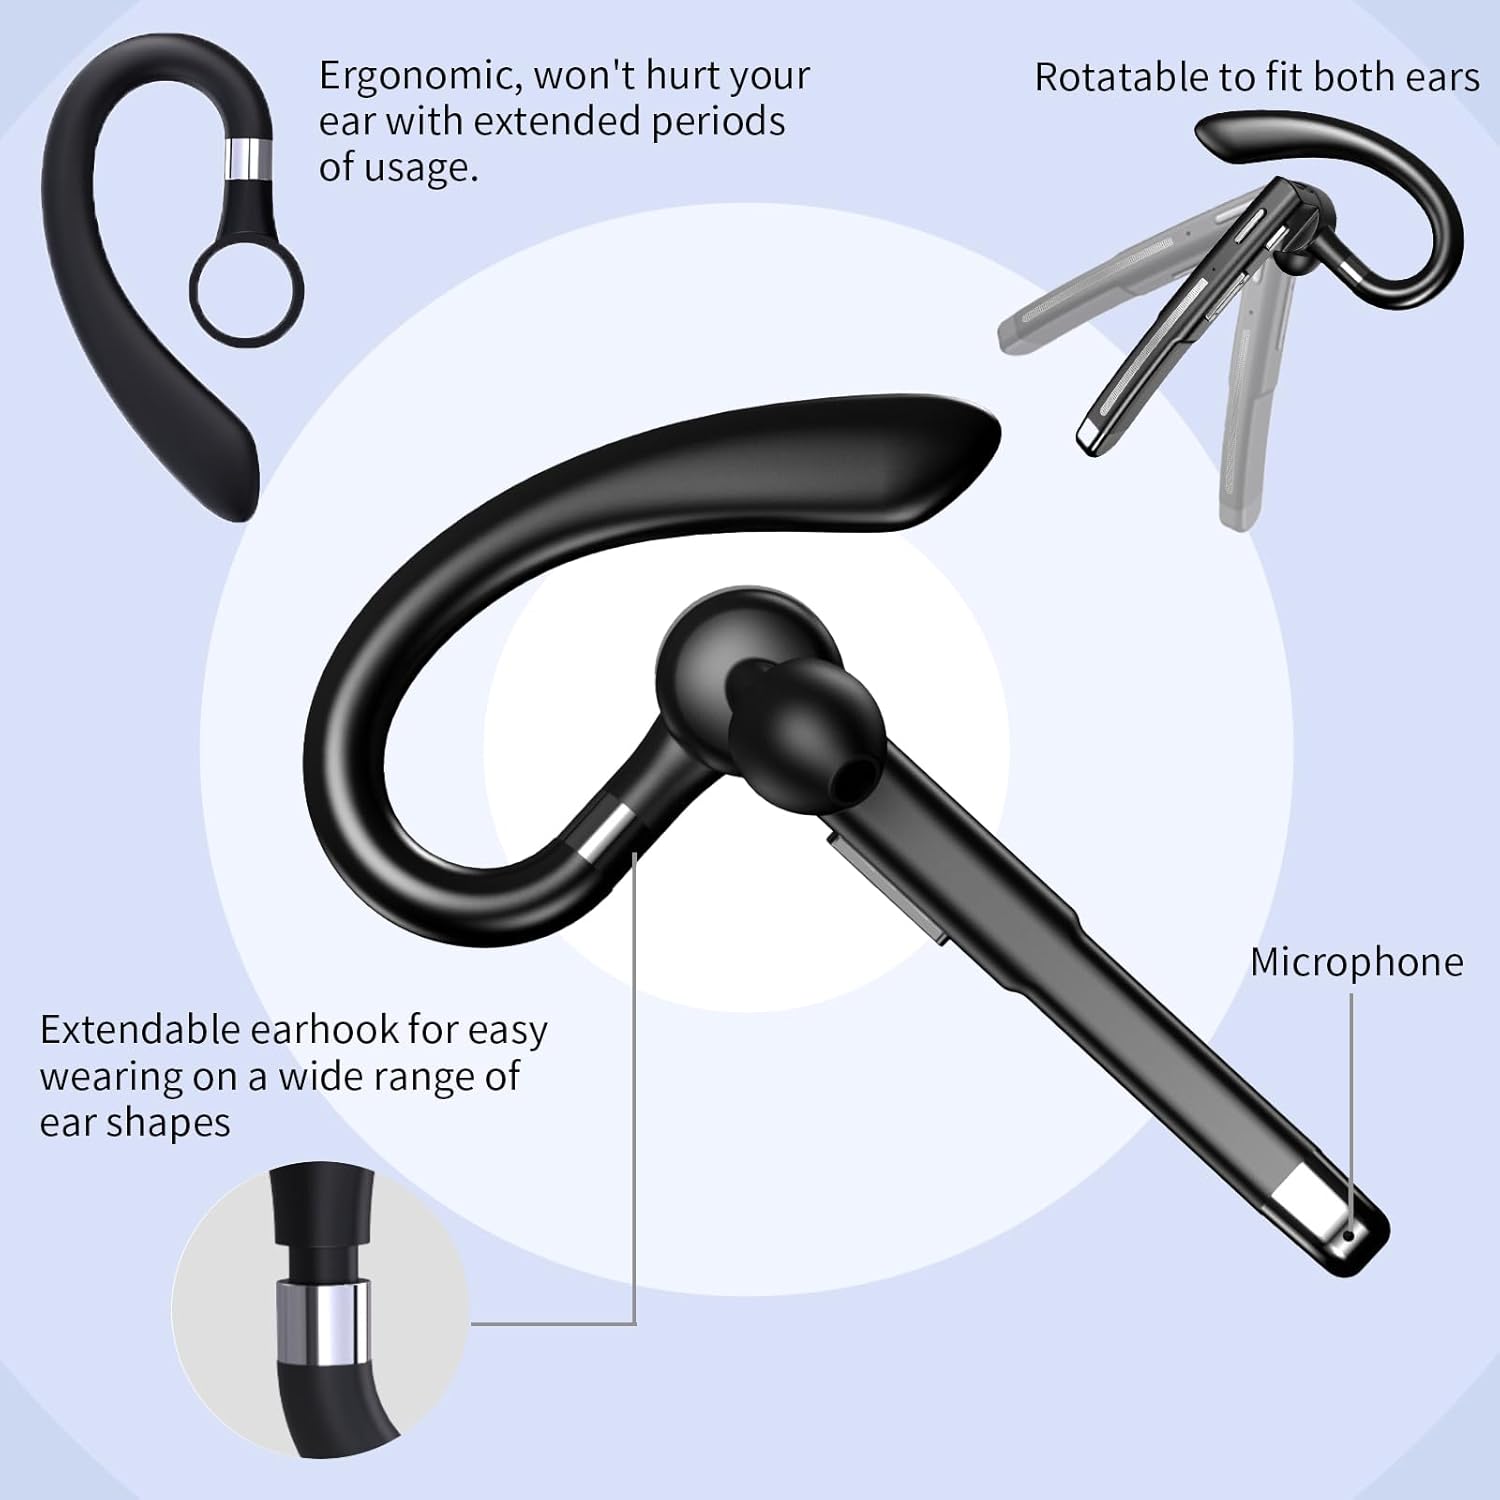 Ergonomic, won't hurt your
ear with extended periods
of usage.
Rotatable to fit both ears
Microphone
Extendable earhook for easy
wearing on a wide range of
ear shapes